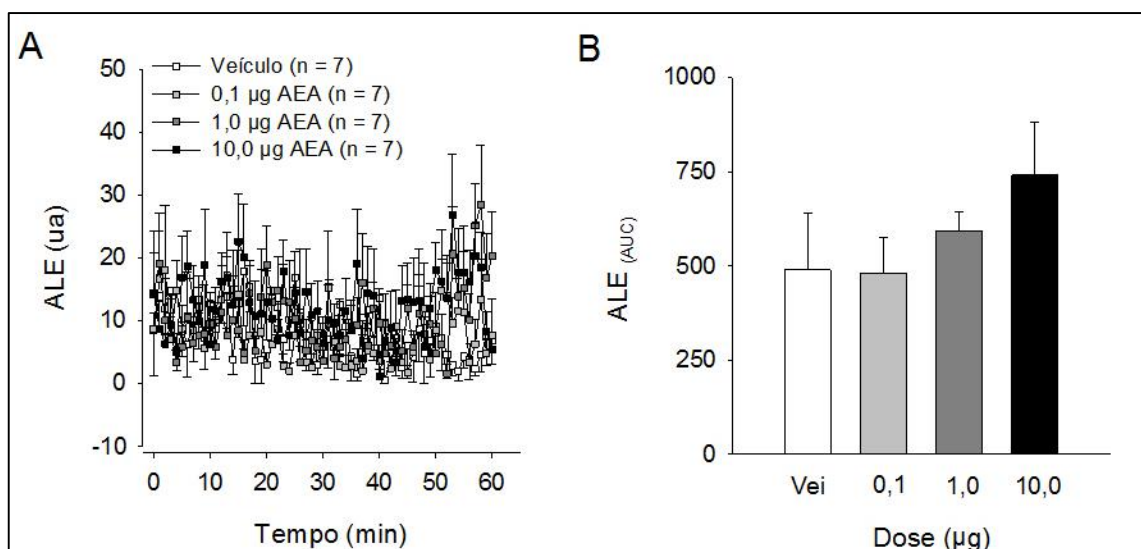 A
Veículo (n = 7)
0,1 µg AEA (n = 7)
1,0 µg AEA (n = 7)
10,0 µg AEA (n = 7)
50
40
30
20
10
0
-10
ALE (ua)
0 10 20 30 40 50 60
Tempo (min)
B
1000
750
500
250
0
ALE (AUC)
Vei 0,1 1,0 10,0
Dose (µg)